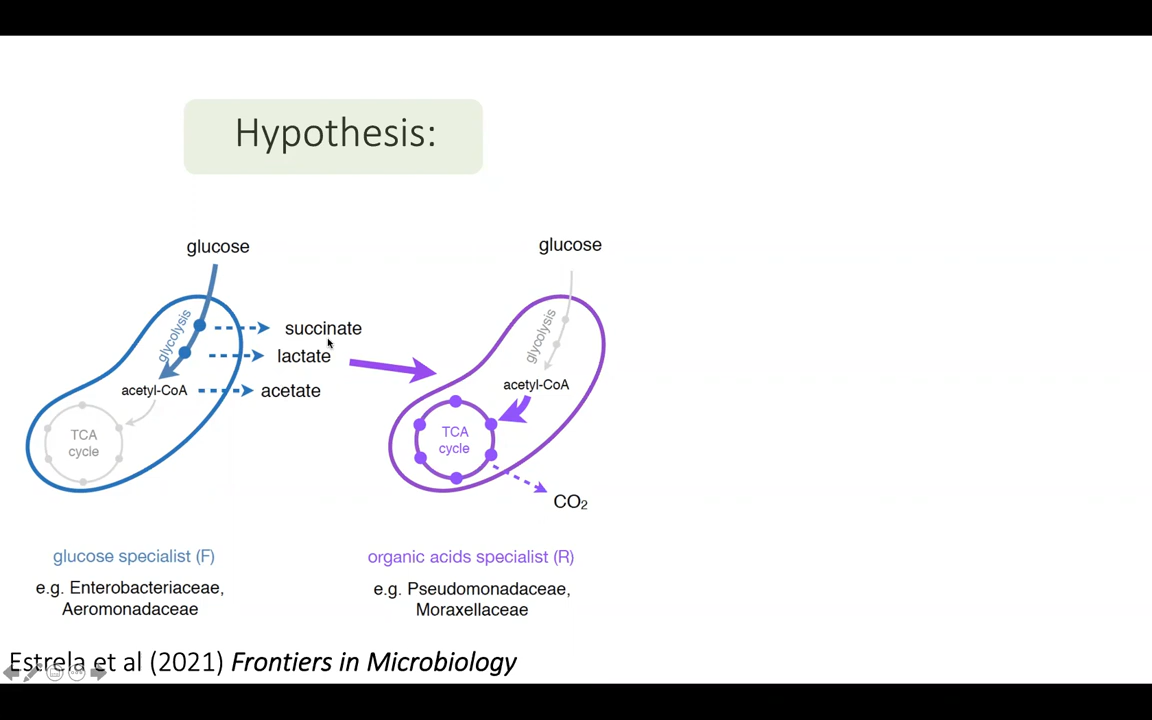 Hypothesis:
glucose
glycolysis
succinate
lactate
acetyl-CoA
acetate
TCA
cycle
glucose
glycolysis
acetyl-CoA
TCA
cycle
CO₂
glucose specialist (F)
e.g. Enterobacteriaceae,
Aeromonadaceae
organic acids specialist (R)
e.g. Pseudomonadaceae,
Moraxellaceae
Estrela et al (2021) Frontiers in Microbiology